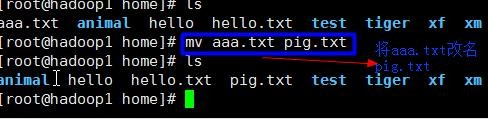 [root@hadoop1 home]# ls
aaa.txt animal hello hello.txt test tiger xf xm
[root@hadoop1 home]# mv aaa.txt pig.txt
[root@hadoop1 home]# ls
将aaa.txt改名
pig.txt
animal hello hello.txt pig.txt test tiger xf xm
[root@hadoop1 home]#